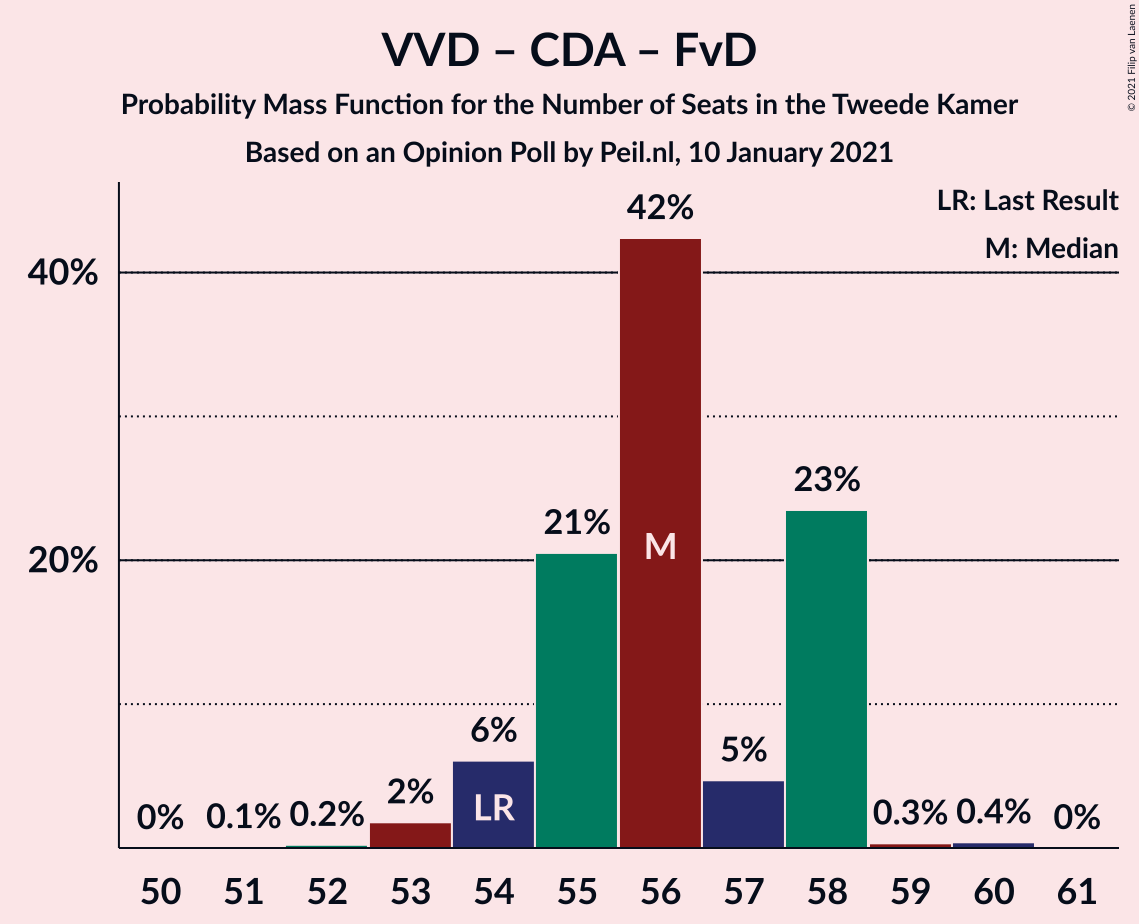 VVD – CDA – FvD
Probability Mass Function for the Number of Seats in the Tweede Kamer
Based on an Opinion Poll by Peil.nl, 10 January 2021
© 2021 Filip van Laenen
LR: Last Result
M: Median
40%
20%
0%
0.1%
0.2%
2%
6%
21%
42%
5%
23%
0.3%
0.4%
0%
LR
M
50 51 52 53 54 55 56 57 58 59 60 61